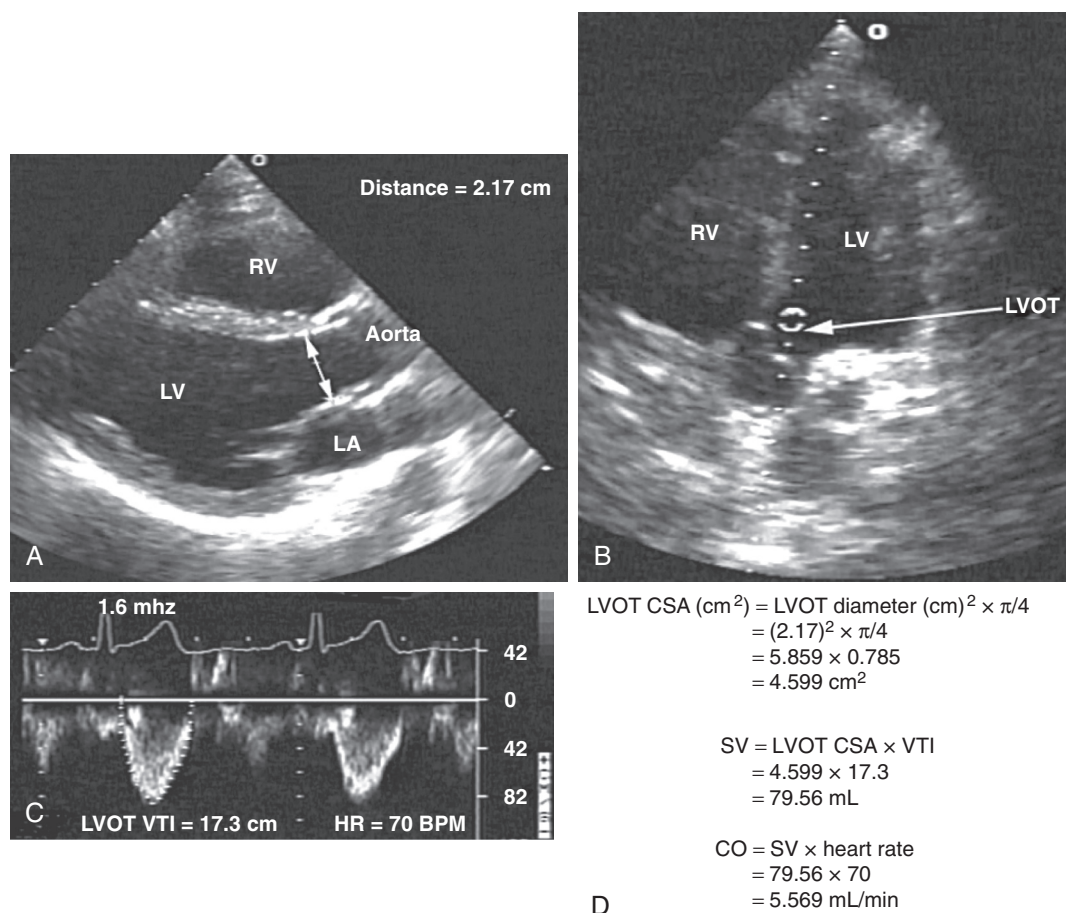 Distance = 2.17 cm
RV
Aorta
LV
LA
A
RV
LV
LVOT
B
1.6 mhz
42
0
42
82
C
LVOT VTI = 17.3 cm
HR = 70 BPM
LVOT CSA (cm²) = LVOT diameter (cm)² × π/4
= (2.17)² × π/4
= 5.859 × 0.785
= 4.599 cm²
SV = LVOT CSA × VTI
= 4.599 × 17.3
= 79.56 mL
CO = SV × heart rate
= 79.56 × 70
= 5.569 mL/min
D